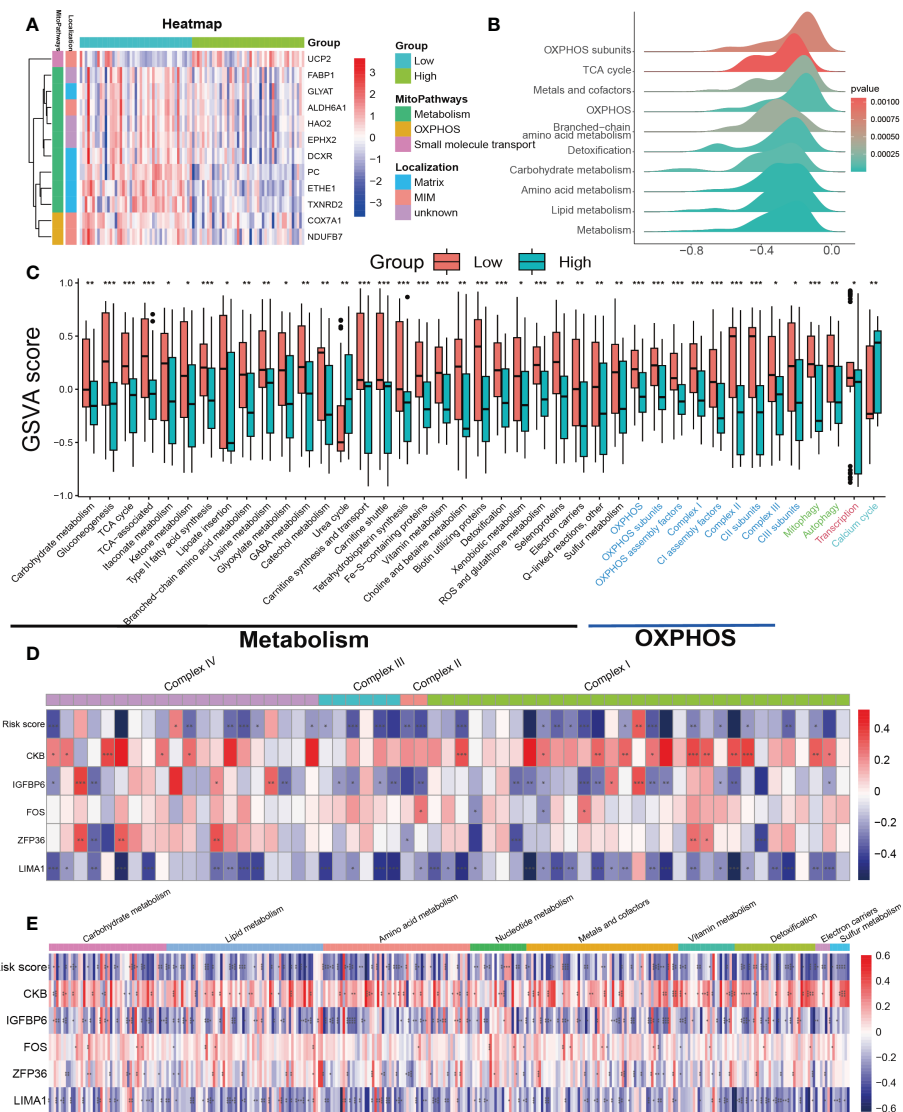 A
MitoPathways
Localization
Heatmap
Group
UCP2
FABP1
GLYAT
ALDH6A1
HAO2
EPHX2
DCXR
PC
ETHE1
TXNRD2
COX7A1
NDUFB7
3
2
1
0
−1
−2
−3
Group
Low
High
MitoPathways
Metabolism
OXPHOS
Small molecule transport
Localization
Matrix
MIM
unknown
B
OXPHOS subunits
TCA cycle
Metals and cofactors
OXPHOS
Branched−chain
amino acid metabolism
Detoxification
Carbohydrate metabolism
Amino acid metabolism
Lipid metabolism
Metabolism
−0.8
−0.4
0.0
pvalue
0.00100
0.00075
0.00050
0.00025
C
Group
Low
High
GSVA score
1.0
0.5
0.0
−0.5
−1.0
Carbohydrate metabolism
Gluconeogenesis
TCA cycle
TCA−associated
Itaconate metabolism
Ketone metabolism
Type II fatty acid synthesis
Lipoate insertion
Branched−chain amino acid metabolism
Lysine metabolism
Glyoxylate metabolism
GABA metabolism
Catechol metabolism
Urea cycle
Carnitine synthesis and transport
Carnitine shuttle
Tetrahydrobiopterin synthesis
Fe−S−containing proteins
Vitamin metabolism
Choline and betaine metabolism
Biotin utilizing proteins
Detoxification
Xenobiotic metabolism
ROS and glutathione metabolism
Selenoproteins
Electron carriers
Q−linked reactions, other
Sulfur metabolism
OXPHOS
OXPHOS subunits
OXPHOS assembly factors
Complex I
CI assembly factors
Complex II
CII subunits
Complex III
CIII subunits
Mitophagy
Autophagy
Transcription
Calcium cycle
Metabolism
OXPHOS
D
Complex IV
Complex III
Complex II
Complex I
Risk score
CKB
IGFBP6
FOS
ZFP36
LIMA1
0.4
0.2
0
−0.2
−0.4
E
Carbohydrate metabolism
Lipid metabolism
Amino acid metabolism
Nucleotide metabolism
Metals and cofactors
Vitamin metabolism
Detoxification
Electron carriers
Sulfur metabolism
isk score
CKB
IGFBP6
FOS
ZFP36
LIMA1
0.6
0.4
0.2
0
−0.2
−0.4
−0.6